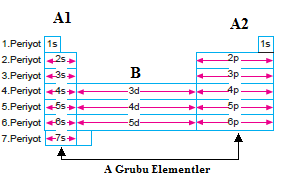 A1 A2
B
1.Periyot 1s 1s
2.Periyot 2s 2p
3.Periyot 3s 3p
4.Periyot 4s 3d 4p
5.Periyot 5s 4d 5p
6.Periyot 6s 5d 6p
7.Periyot 7s
A Grubu Elementler